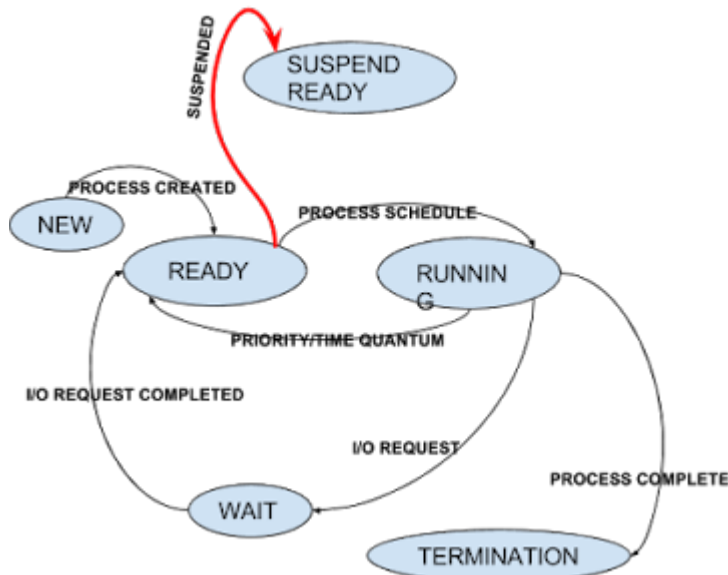 SUSPENDED
SUSPEND
READY
PROCESS CREATED
NEW
PROCESS SCHEDULE
READY
RUNNIN
G
PRIORITY/TIME QUANTUM
I/O REQUEST COMPLETED
I/O REQUEST
PROCESS COMPLETE
WAIT
TERMINATION